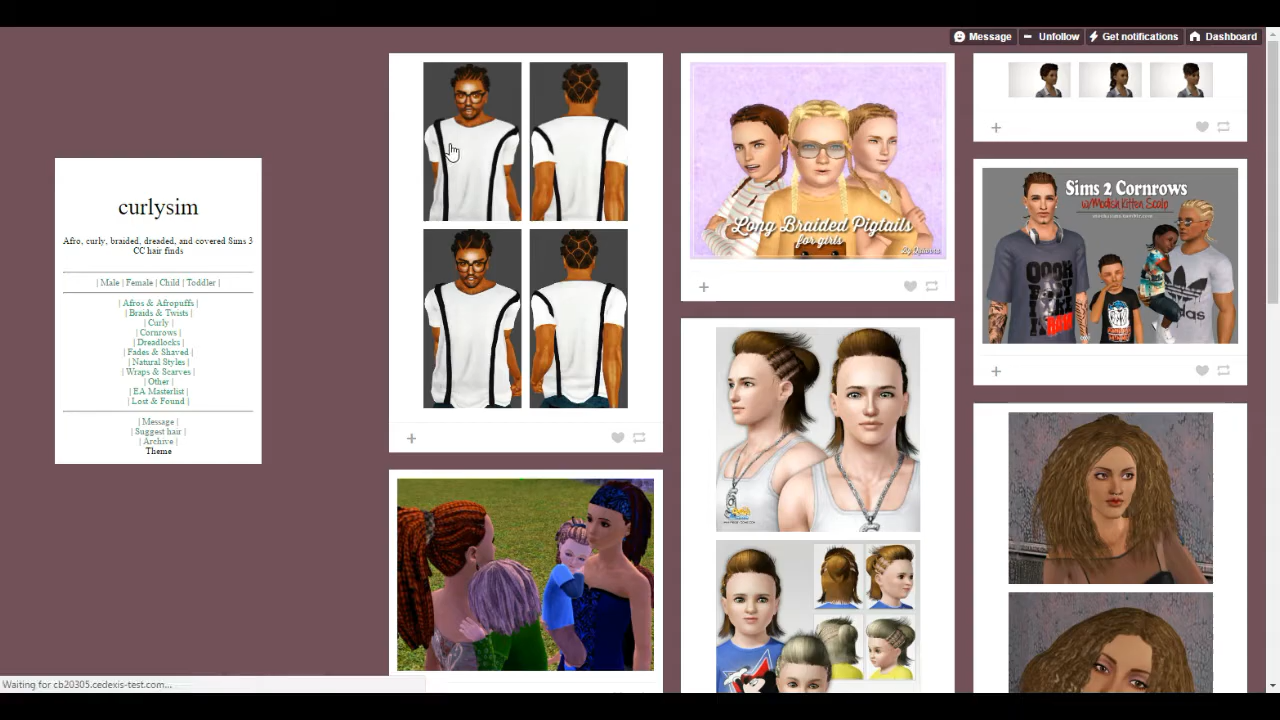 Message
Unfollow
Get notifications
Dashboard
curlysim
Afro, curly, braided, dreaded, and covered Sims 3
CC hair finds
| Male | Female | Child | Toddler |
| Afros & Afropuffs |
| Braids & Twists |
| Curly |
| Cornrows |
| Dreadlocks |
| Fades & Shaved |
| Natural Styles |
| Wraps & Scarves |
| Other |
| EA Masterlist |
| Lost & Found |
| Message |
| Suggest hair |
| Archive |
Theme
Long Braided Pigtails
for girls
Sims 2 Cornrows
w/Modish Kitten Scalp
Waiting for cb20305.cedexis-test.com...